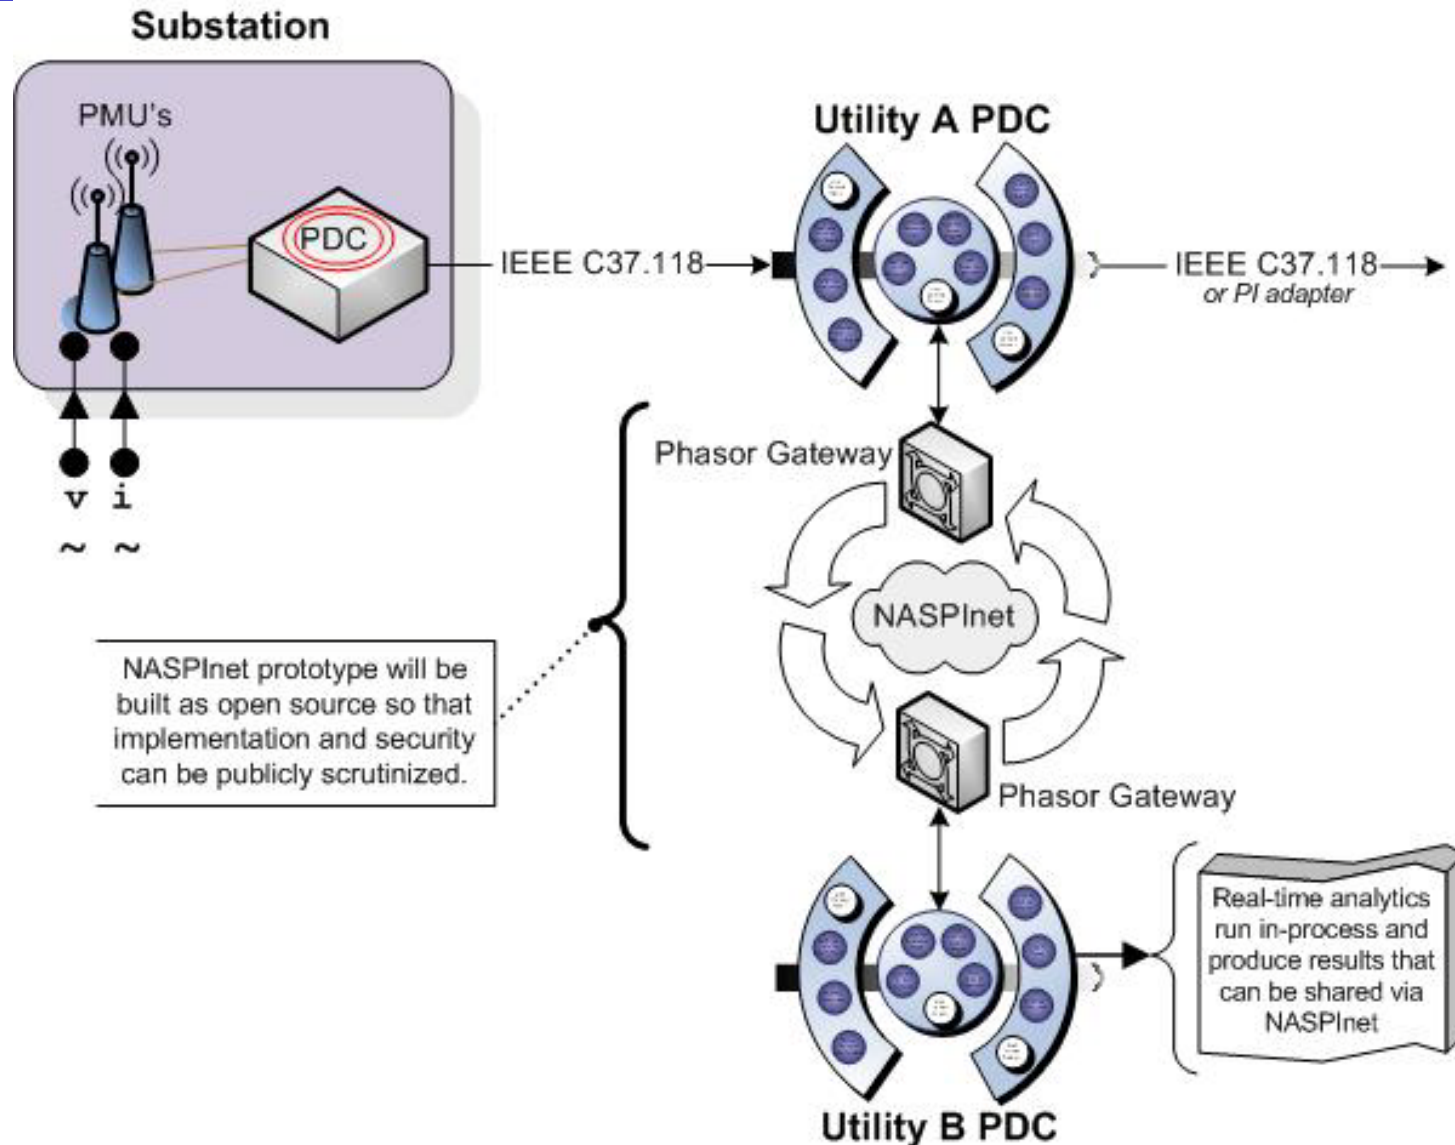 Substation
PMU's
PDC
IEEE C37.118
v i
~ ~
Utility A PDC
IEEE C37.118
or PI adapter
Phasor Gateway
NASPInet
Phasor Gateway
NASPInet prototype will be
built as open source so that
implementation and security
can be publicly scrutinized.
Real-time analytics
run in-process and
produce results that
can be shared via
NASPInet
Utility B PDC